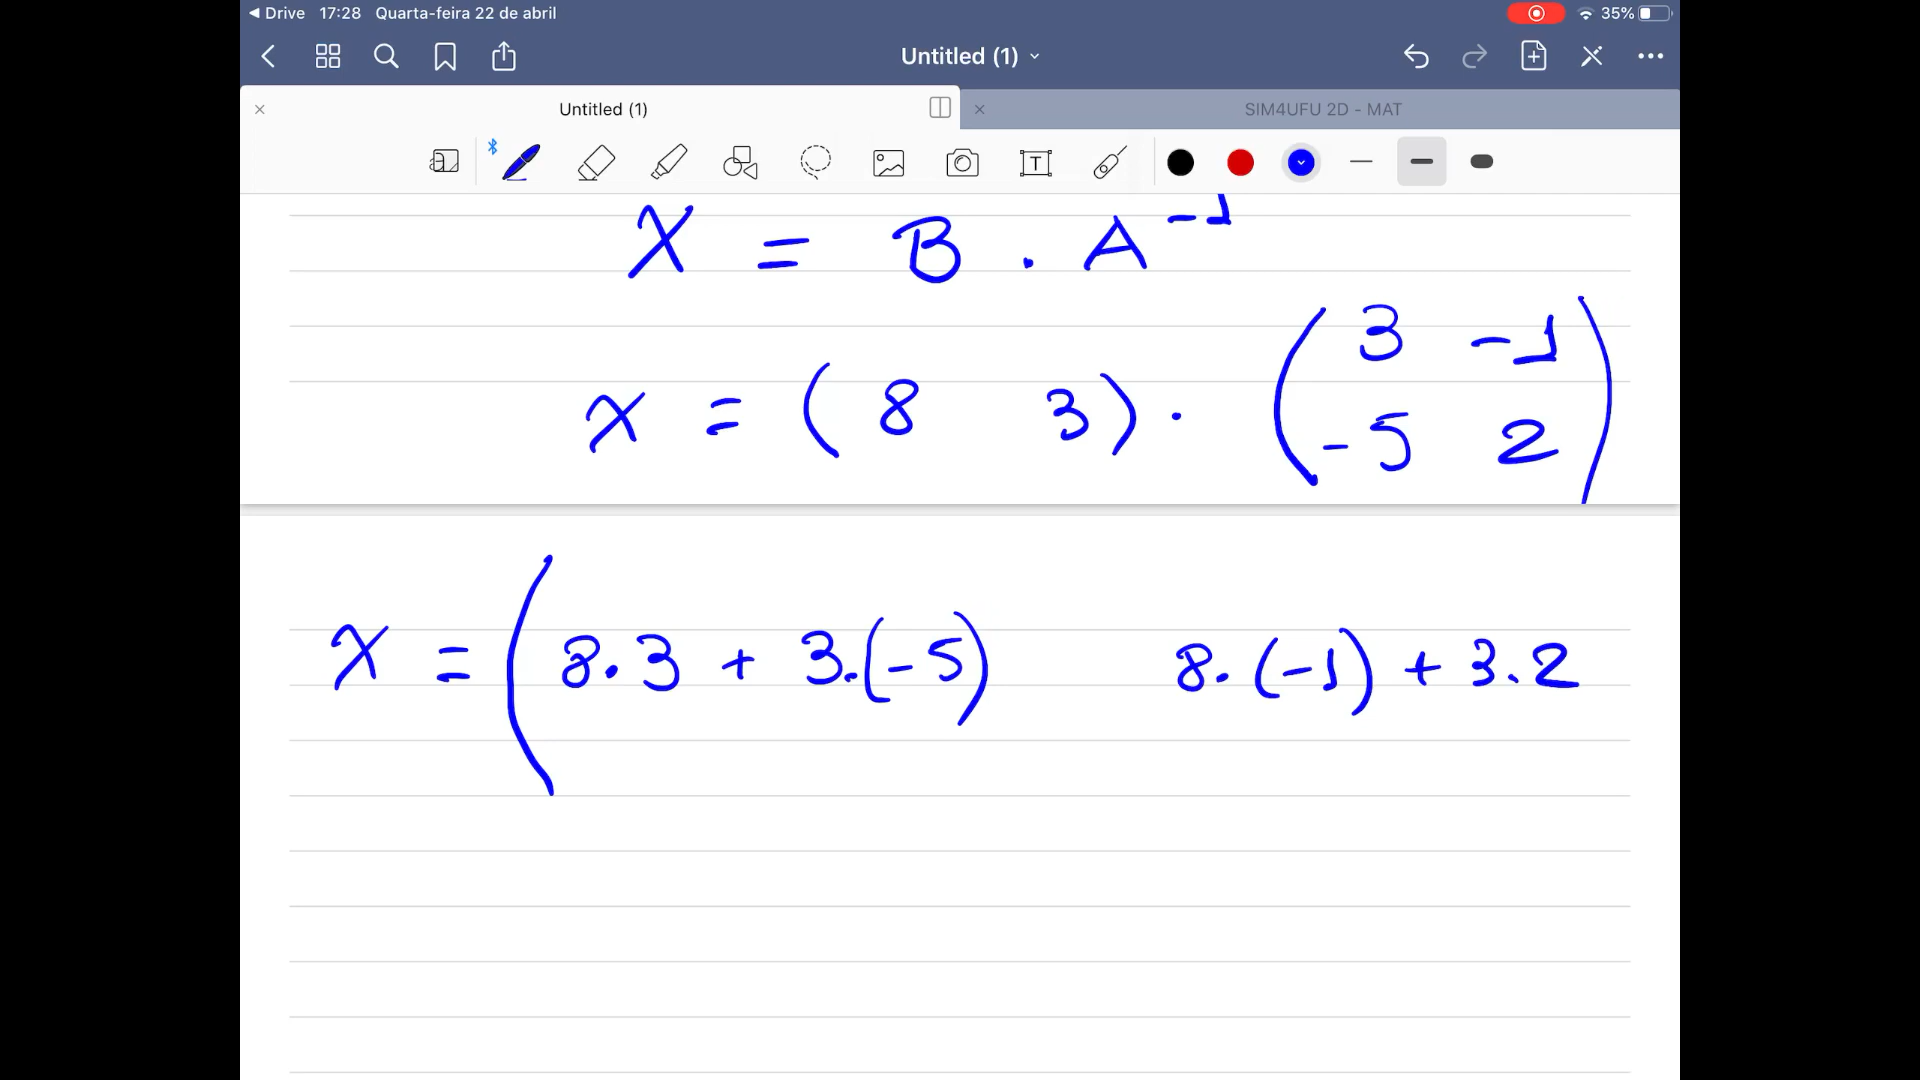 Drive 17:28 Quarta-feira 22 de abril 35%
Untitled (1)
Untitled (1) SIM4UFU 2D - MAT
T
X = B . A⁻¹
X = ( 8 3 ) . ( 3 -1
-5 2 )
X = ( 8.3 + 3.(-5) 8.(-1) + 3.2